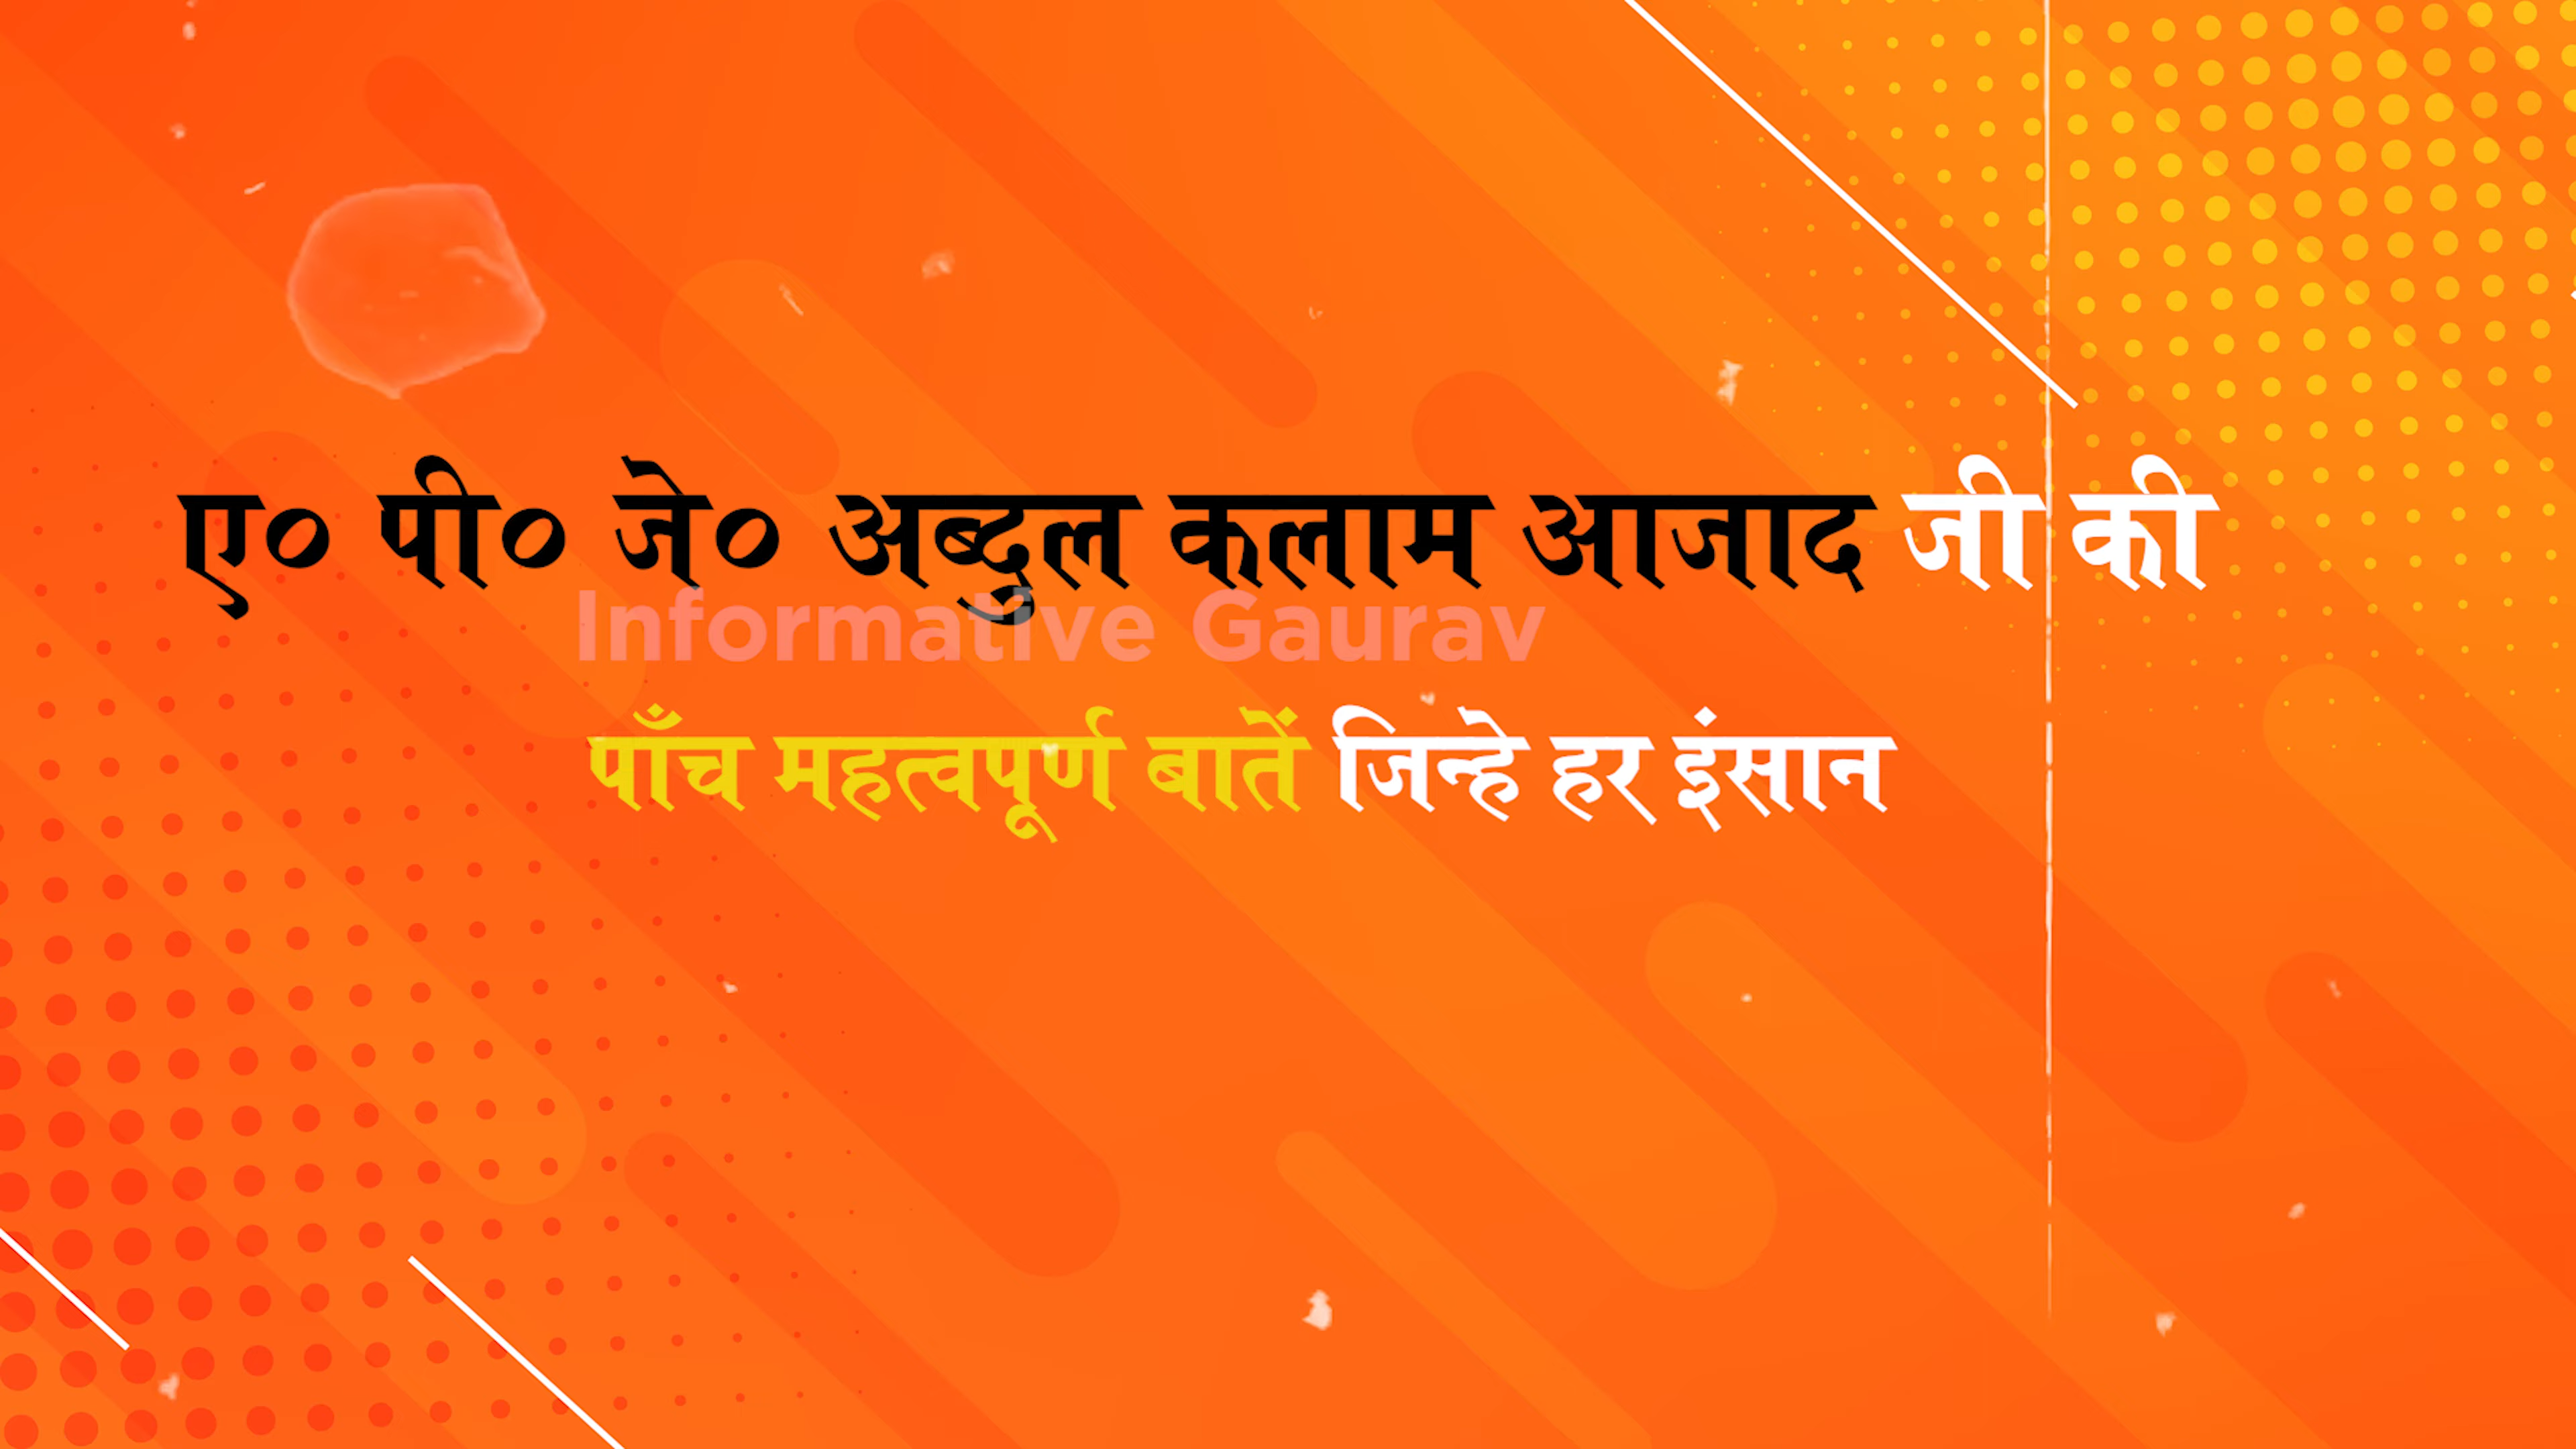 ए० पी० जे० अब्दुल कलाम आजाद जी की
Informative Gaurav
पाँच महत्वपूर्ण बातें जिन्हे हर इंसान